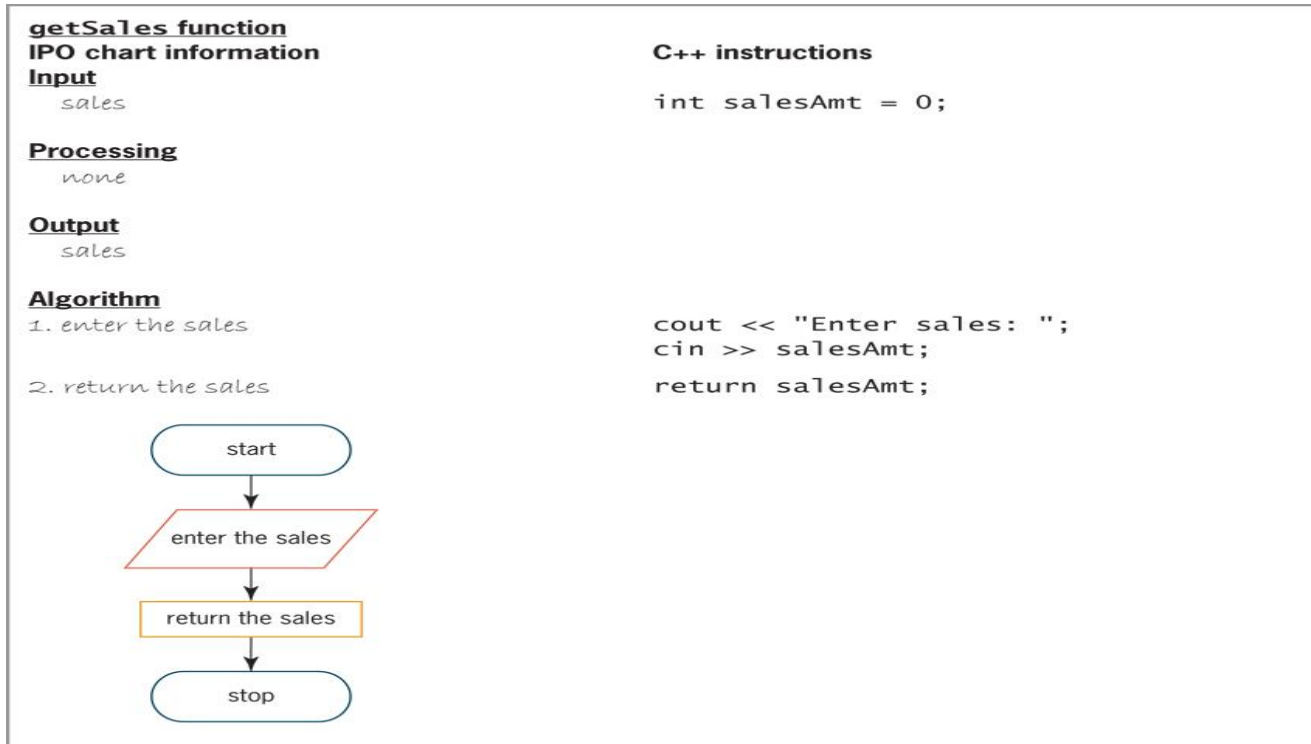 getSales function
IPO chart information C++ instructions
Input
sales int salesAmt = 0;
Processing
none
Output
sales
Algorithm
1. enter the sales cout << "Enter sales: ";
cin >> salesAmt;
2. return the sales return salesAmt;
start
enter the sales
return the sales
stop